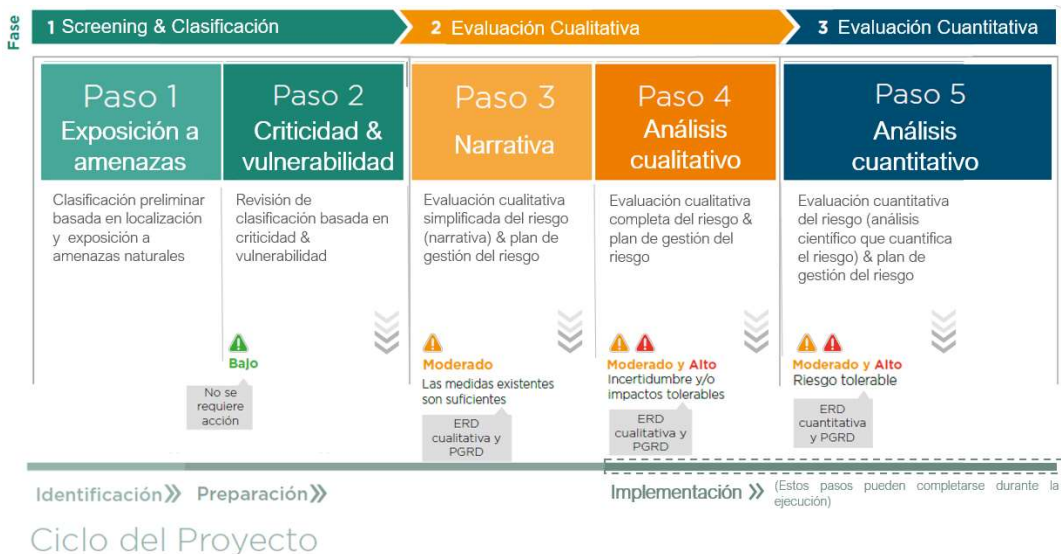 Fase
1 Screening & Clasificación
2 Evaluación Cualitativa
3 Evaluación Cuantitativa
Paso 1
Exposición a
amenazas
Paso 2
Criticidad &
vulnerabilidad
Paso 3
Narrativa
Paso 4
Análisis
cualitativo
Paso 5
Análisis
cuantitativo
Clasificación preliminar
basada en localización
y exposición a
amenazas naturales
Revisión de
clasificación basada en
criticidad &
vulnerabilidad
Evaluación cualitativa
simplificada del riesgo
(narrativa) & plan de
gestión del riesgo
Evaluación cualitativa
completa del riesgo &
plan de gestión del
riesgo
Evaluación cuantitativa
del riesgo (análisis
científico que cuantifica
el riesgo) & plan de
gestión del riesgo
Bajo
No se
requiere
acción
Moderado
Las medidas existentes
son suficientes
ERD
cualitativa y
PGRD
Moderado y Alto
Incertidumbre y/o
impactos tolerables
ERD
cualitativa y
PGRD
Moderado y Alto
Riesgo tolerable
ERD
cuantitativa
y PGRD
Identificación
Preparación
Implementación
(Estos pasos pueden completarse durante la
ejecución)
Ciclo del Proyecto